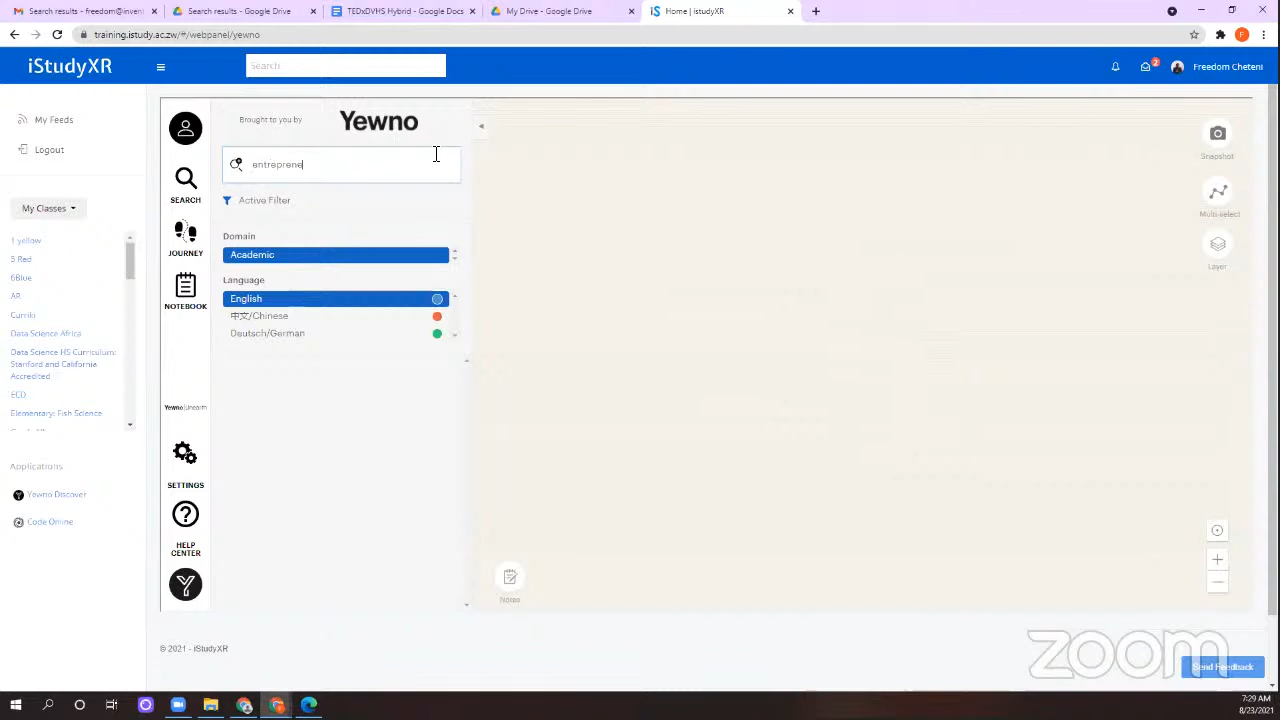 Search results - freedom@inven
Search results - Google Drive
TEDxDVHS Hybrid - Google Docs
My Drive - Google Drive
iS Home | istudyXR
training.istudy.ac.zw/#/webpanel/yewno
F
iStudyXR
Search
2
Freedom Cheteni
My Feeds
Logout
My Classes
1 yellow
5 Red
6Blue
AR
Curriki
Data Science Africa
Data Science HS Curriculum:
Stanford and California
Accredited
ECD
Elementary: Fish Science
Applications
Yewno Discover
Code Online
SEARCH
JOURNEY
NOTEBOOK
Yewno|Unearth
SETTINGS
HELP
CENTER
Brought to you by
Yewno
entreprene
Active Filter
Domain
Academic
Language
English
中文/Chinese
Deutsch/German
Snapshot
Multi-select
Layer
Notes
© 2021 - iStudyXR
zoom
Send Feedback
7:29 AM
8/23/2021